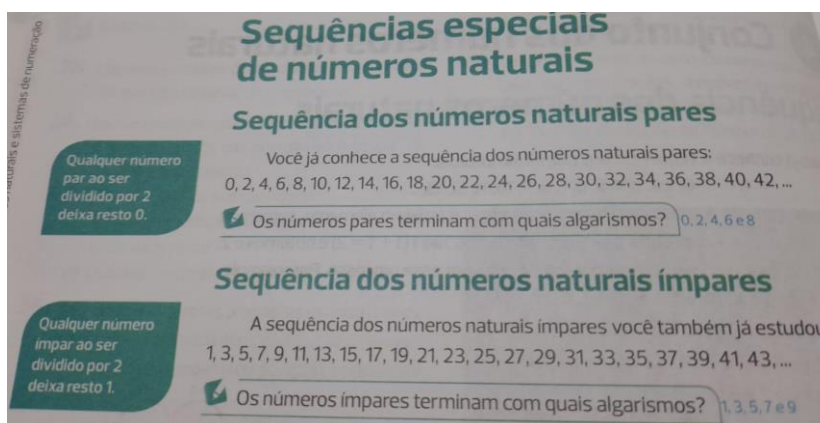 Sequências especiais
de números naturais
Sequência dos números naturais pares
Qualquer número
par ao ser
dividido por 2
deixa resto 0.
Você já conhece a sequência dos números naturais pares:
0, 2, 4, 6, 8, 10, 12, 14, 16, 18, 20, 22, 24, 26, 28, 30, 32, 34, 36, 38, 40, 42, ...
Os números pares terminam com quais algarismos? 0, 2, 4, 6 e 8
Sequência dos números naturais ímpares
Qualquer número
ímpar ao ser
dividido por 2
deixa resto 1.
A sequência dos números naturais ímpares você também já estudou
1, 3, 5, 7, 9, 11, 13, 15, 17, 19, 21, 23, 25, 27, 29, 31, 33, 35, 37, 39, 41, 43, ...
Os números ímpares terminam com quais algarismos? 1, 3, 5, 7 e 9
naturais e sistemas de numeração